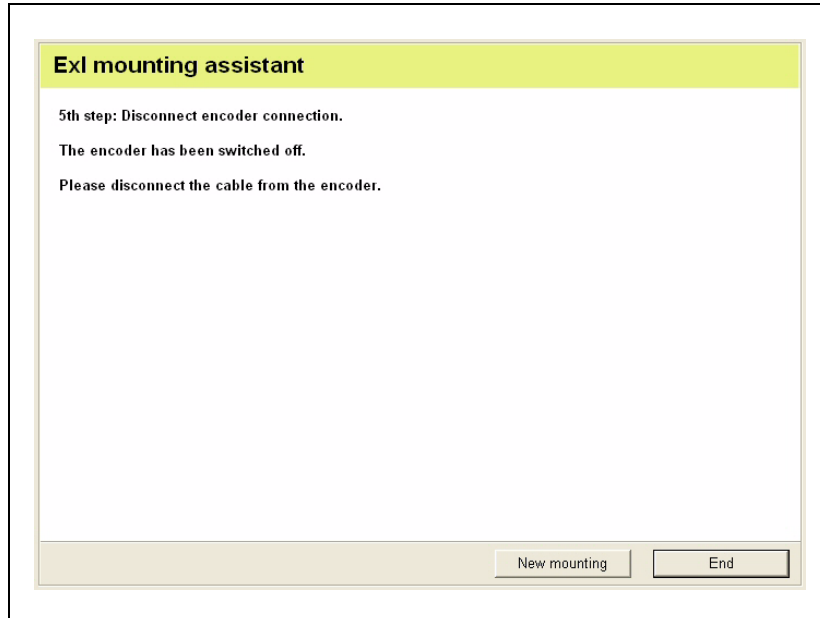 ExI mounting assistant
5th step: Disconnect encoder connection.
The encoder has been switched off.
Please disconnect the cable from the encoder.
New mounting
End